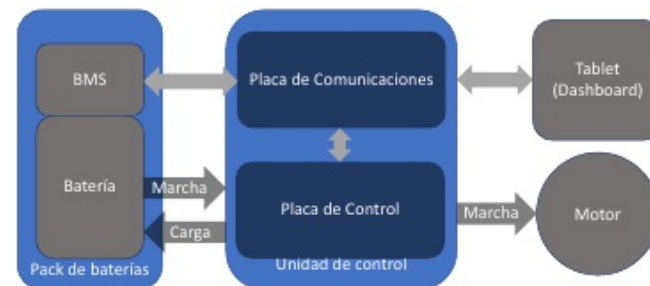 BMS
Batería
Pack de baterías
Marcha
Carga
Placa de Comunicaciones
Placa de Control
Unidad de control
Marcha
Tablet
(Dashboard)
Motor